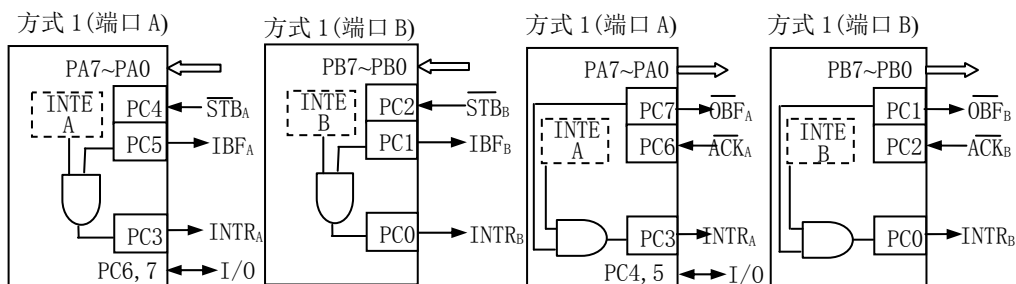 方式 1(端口 A)
PA7~PA0
INTE
A
PC4
STBA
PC5
IBFA
PC3
INTRA
PC6,7
I/O
方式 1(端口 B)
PB7~PB0
INTE
B
PC2
STBB
PC1
IBFB
PC0
INTRB
方式 1(端口 A)
PA7~PA0
PC7
OBFA
INTE
A
PC6
ACKA
PC3
INTRA
PC4,5
I/O
方式 1(端口 B)
PB7~PB0
PC1
OBFB
INTE
B
PC2
ACKB
PC0
INTRB